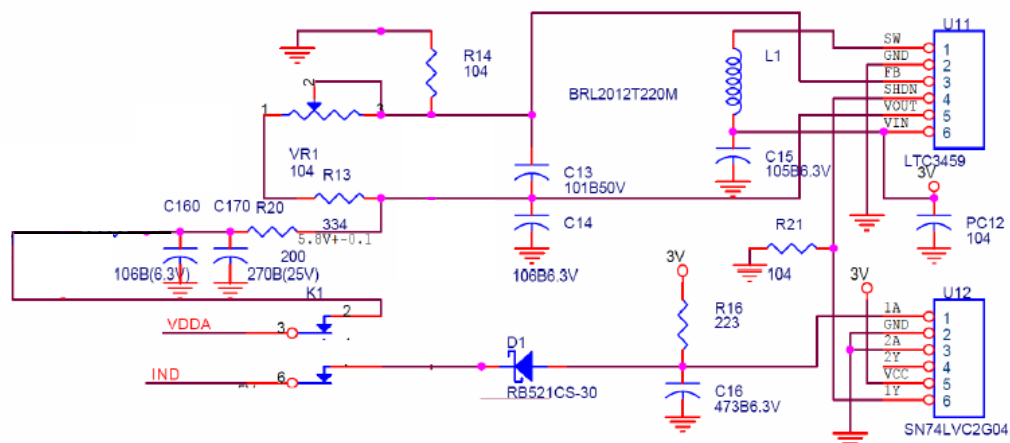 U11
SW
1
GND
2
FB
3
SHDN
4
VOUT
5
VIN
6
LTC3459
R14
104
L1
BRL2012T220M
2
1
3
VR1
104
R13
334
5.8V+-0.1
C13
101B50V
C14
106B6.3V
C15
105B6.3V
3V
PC12
104
C160
C170
R20
200
106B(6.3V)
270B(25V)
R21
104
K1
2
VDDA
3
IND
6
D1
RB521CS-30
3V
R16
223
C16
473B6.3V
3V
U12
1A
1
GND
2
2A
3
2Y
4
VCC
5
1Y
6
SN74LVC2G04